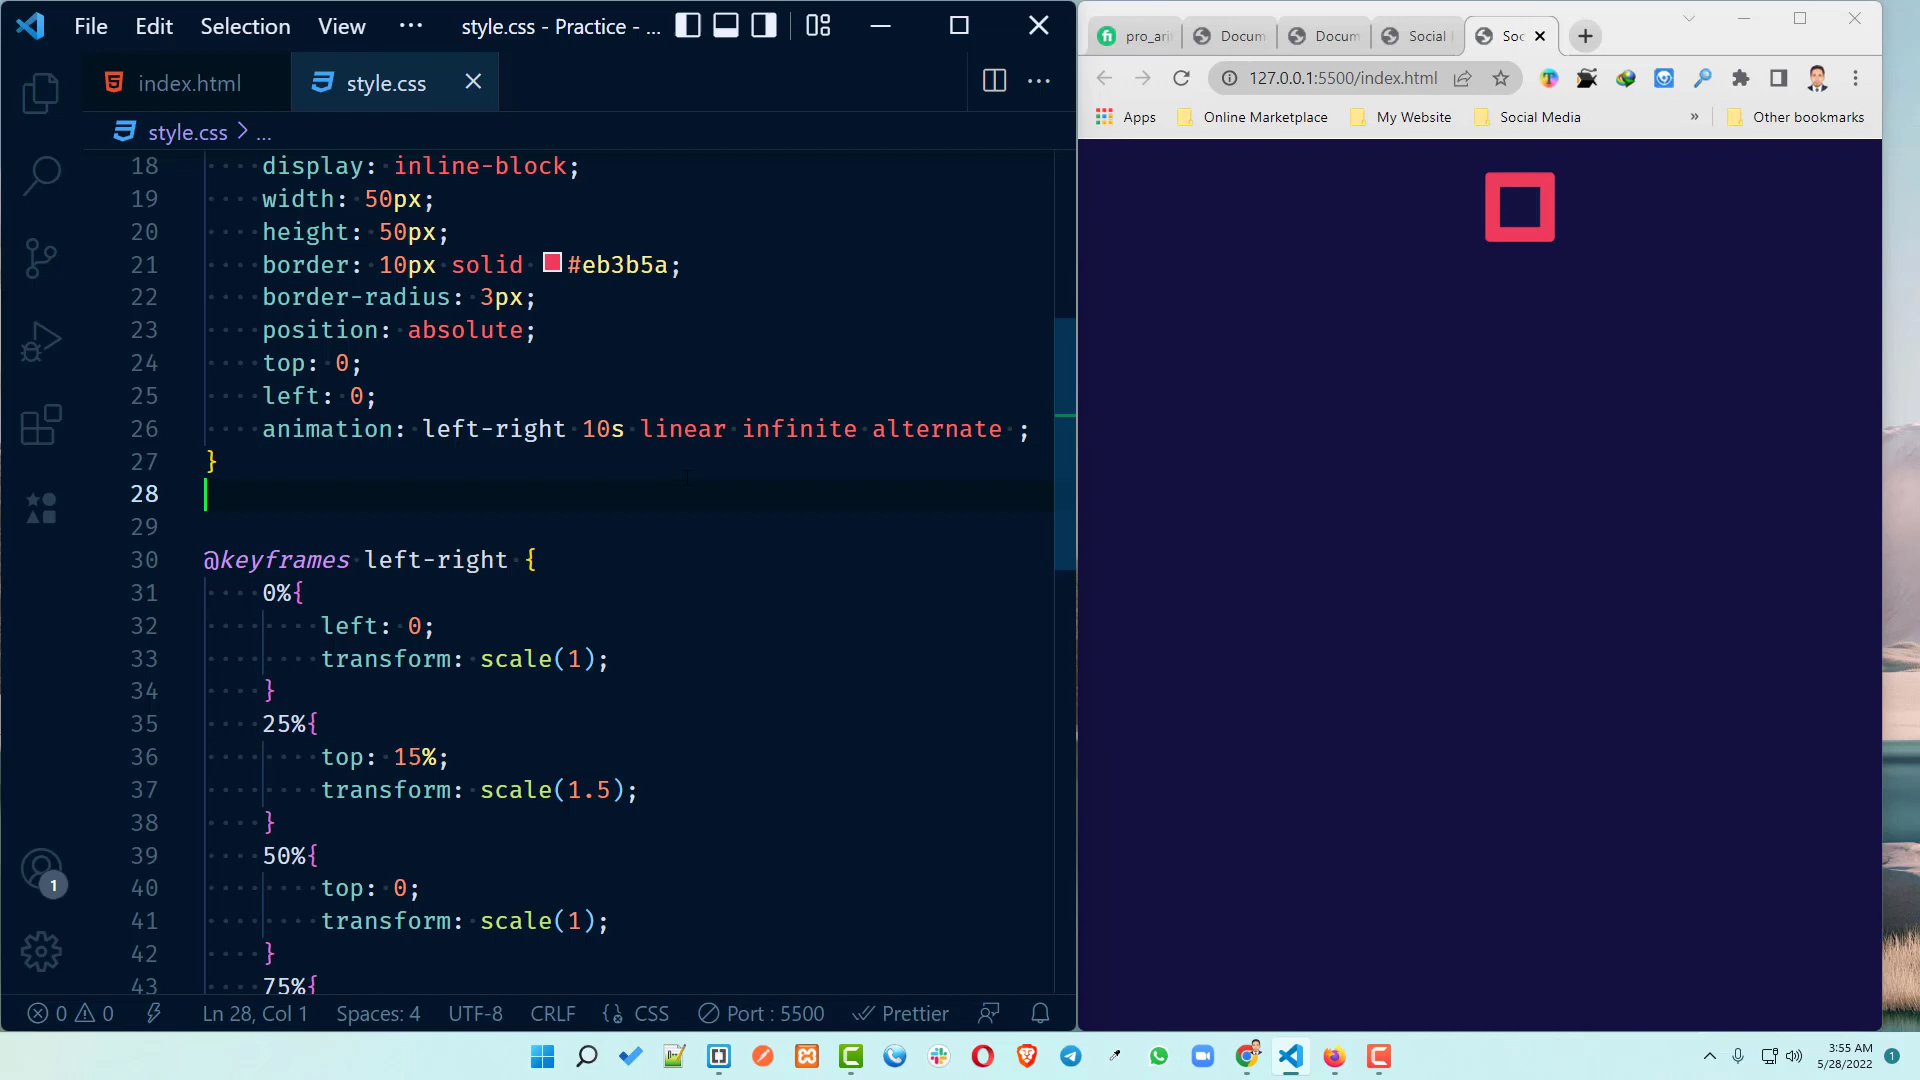 File Edit Selection View ··· style.css - Practice - ...
index.html style.css
style.css > ...
18 display: inline-block;
19 width: 50px;
20 height: 50px;
21 border: 10px solid #eb3b5a;
22 border-radius: 3px;
23 position: absolute;
24 top: 0;
25 left: 0;
26 animation: left-right 10s linear infinite alternate ;
27 }
28
29
30 @keyframes left-right {
31 0%{
32 left: 0;
33 transform: scale(1);
34 }
35 25%{
36 top: 15%;
37 transform: scale(1.5);
38 }
39 50%{
40 top: 0;
41 transform: scale(1);
42 }
43 75%{
1
0 0 Ln 28, Col 1 Spaces: 4 UTF-8 CRLF CSS Port : 5500 Prettier
fi pro_ari Docum Docum Social Soc
127.0.0.1:5500/index.html
Apps Online Marketplace My Website Social Media » Other bookmarks
3:55 AM
5/28/2022
1